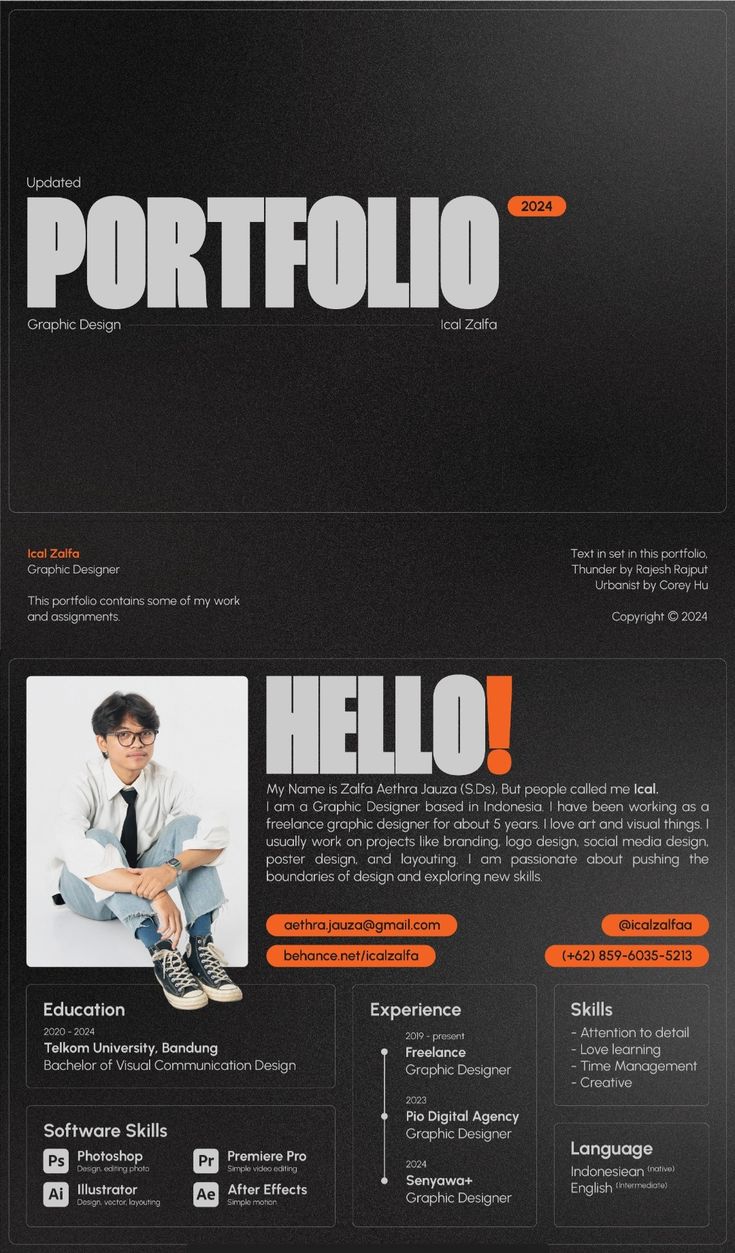 Updated
PORTFOLIO
2024
Graphic Design
Ical Zalfa
Ical Zalfa
Graphic Designer
This portfolio contains some of my work
and assignments.
Text in set in this portfolio,
Thunder by Rajesh Rajput
Urbanist by Corey Hu
Copyright © 2024
HELLO!
My Name is Zalfa Aethra Jauza (S.Ds), But people called me Ical.
I am a Graphic Designer based in Indonesia. I have been working as a
freelance graphic designer for about 5 years. I love art and visual things. I
usually work on projects like branding, logo design, social media design,
poster design, and layouting. I am passionate about pushing the
boundaries of design and exploring new skills.
aethra.jauza@gmail.com
@icalzalfaa
behance.net/icalzalfa
(+62) 859-6035-5213
Education
2020 - 2024
Telkom University, Bandung
Bachelor of Visual Communication Design
Software Skills
Ps
Photoshop
Design, editing photo
Pr
Premiere Pro
Simple video editing
Ai
Illustrator
Design, vector, layouting
Ae
After Effects
Simple motion
Experience
2019 - present
Freelance
Graphic Designer
2023
Pio Digital Agency
Graphic Designer
2024
Senyawa+
Graphic Designer
Skills
- Attention to detail
- Love learning
- Time Management
- Creative
Language
Indonesiean (native)
English (Intermediate)